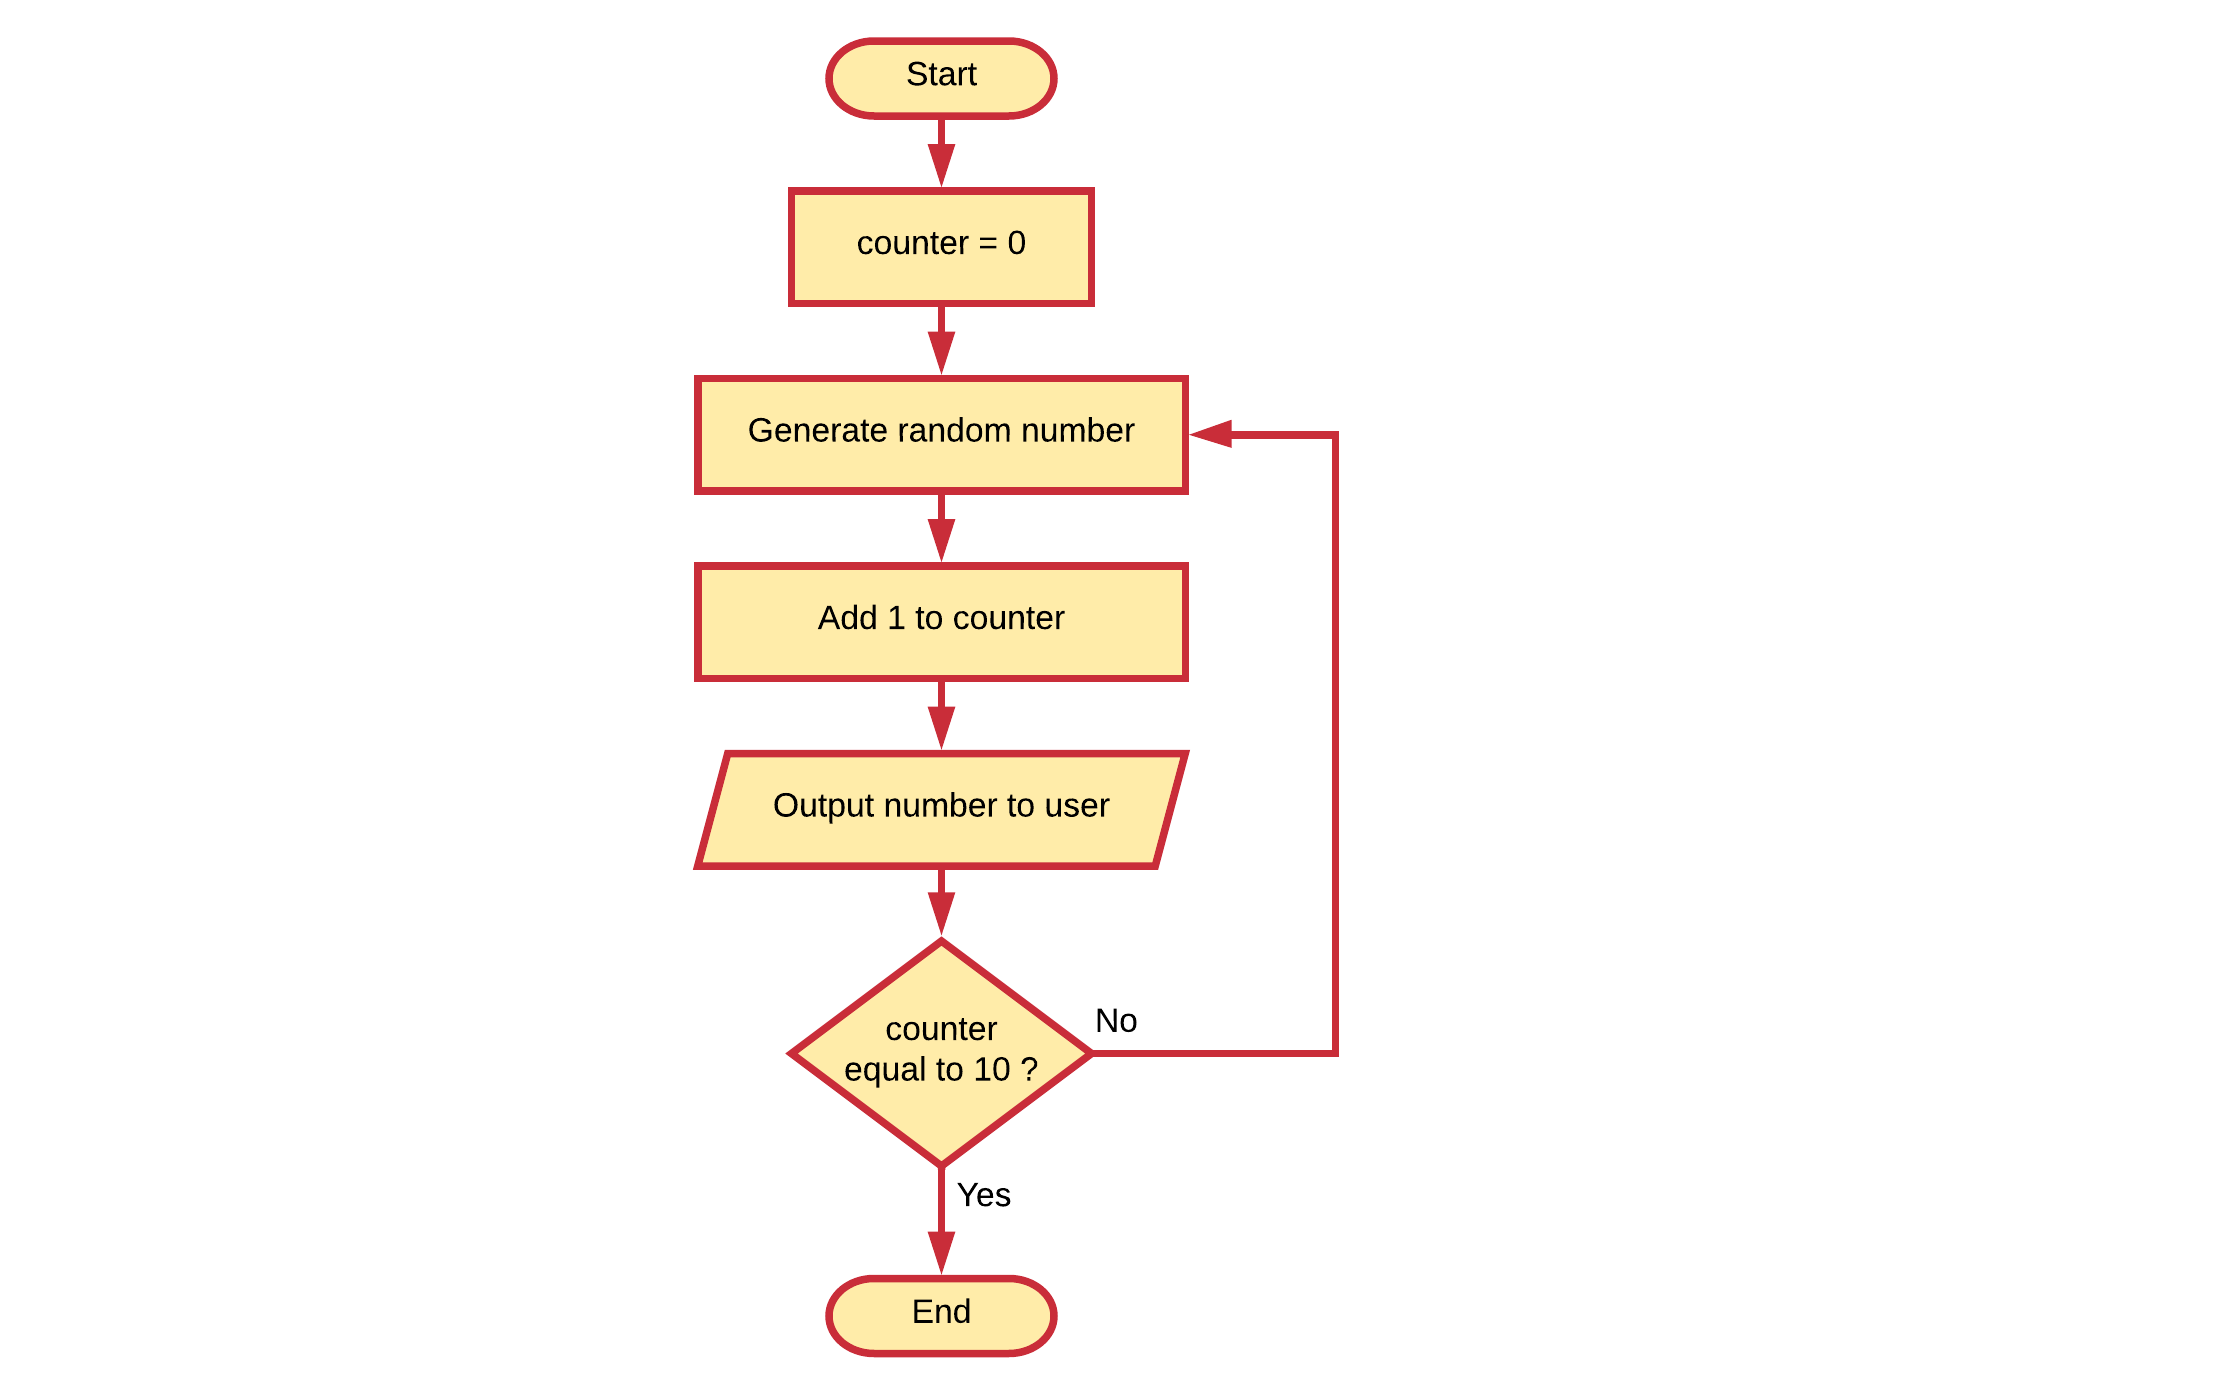 Start
counter = 0
Generate random number
Add 1 to counter
Output number to user
counter
equal to 10 ?
No
Yes
End